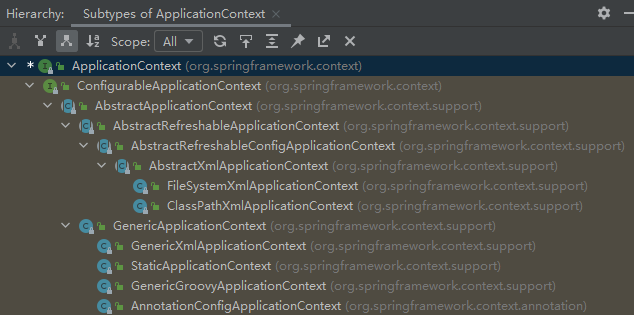 Hierarchy: Subtypes of ApplicationContext
Scope: All
* ApplicationContext (org.springframework.context)
ConfigurableApplicationContext (org.springframework.context)
AbstractApplicationContext (org.springframework.context.support)
AbstractRefreshableApplicationContext (org.springframework.context.support)
AbstractRefreshableConfigApplicationContext (org.springframework.context.support)
AbstractXmlApplicationContext (org.springframework.context.support)
FileSystemXmlApplicationContext (org.springframework.context.support)
ClassPathXmlApplicationContext (org.springframework.context.support)
GenericApplicationContext (org.springframework.context.support)
GenericXmlApplicationContext (org.springframework.context.support)
StaticApplicationContext (org.springframework.context.support)
GenericGroovyApplicationContext (org.springframework.context.support)
AnnotationConfigApplicationContext (org.springframework.context.annotation)